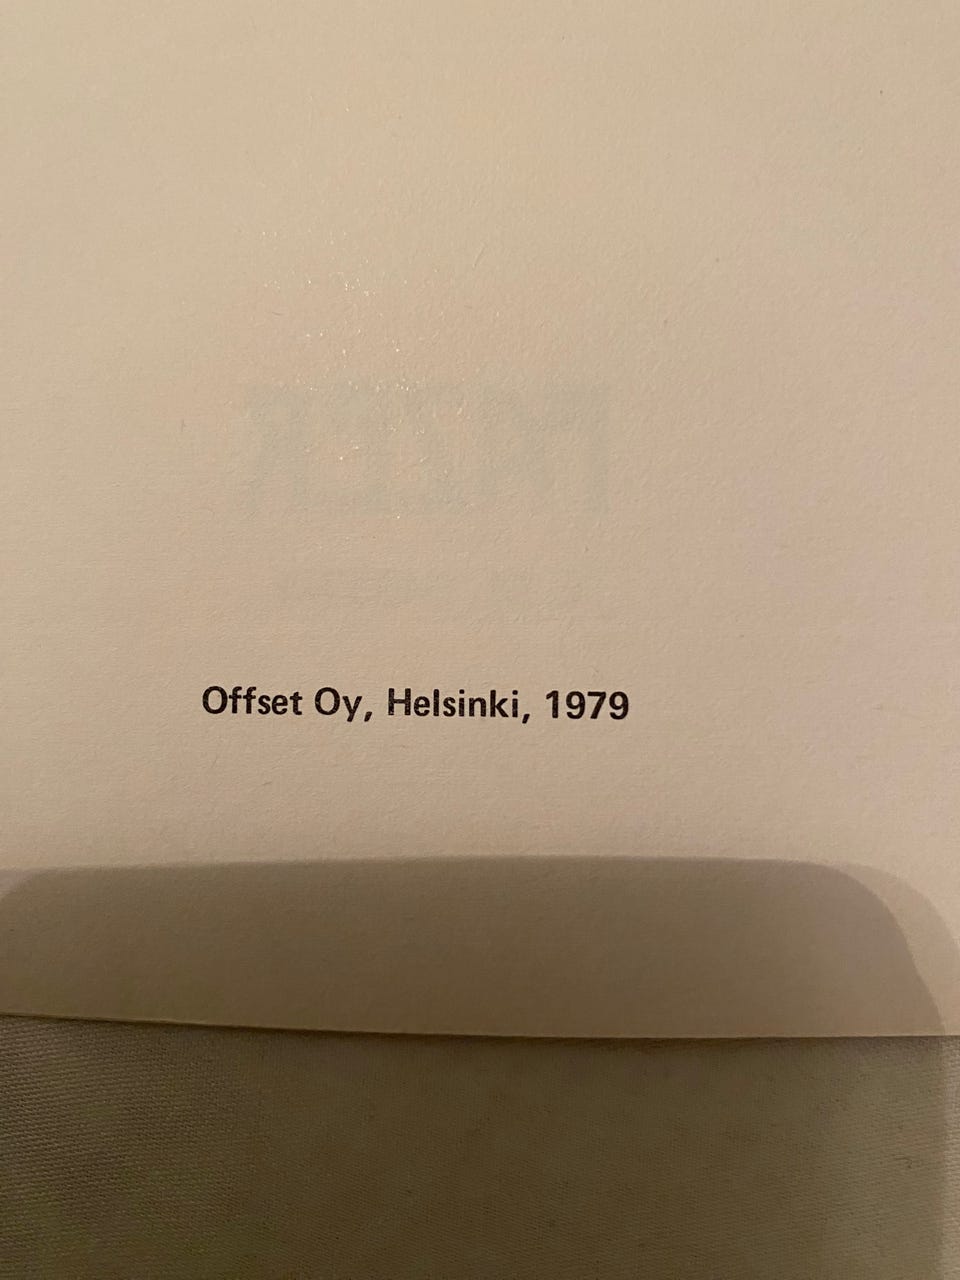 Offset Oy, Helsinki, 1979